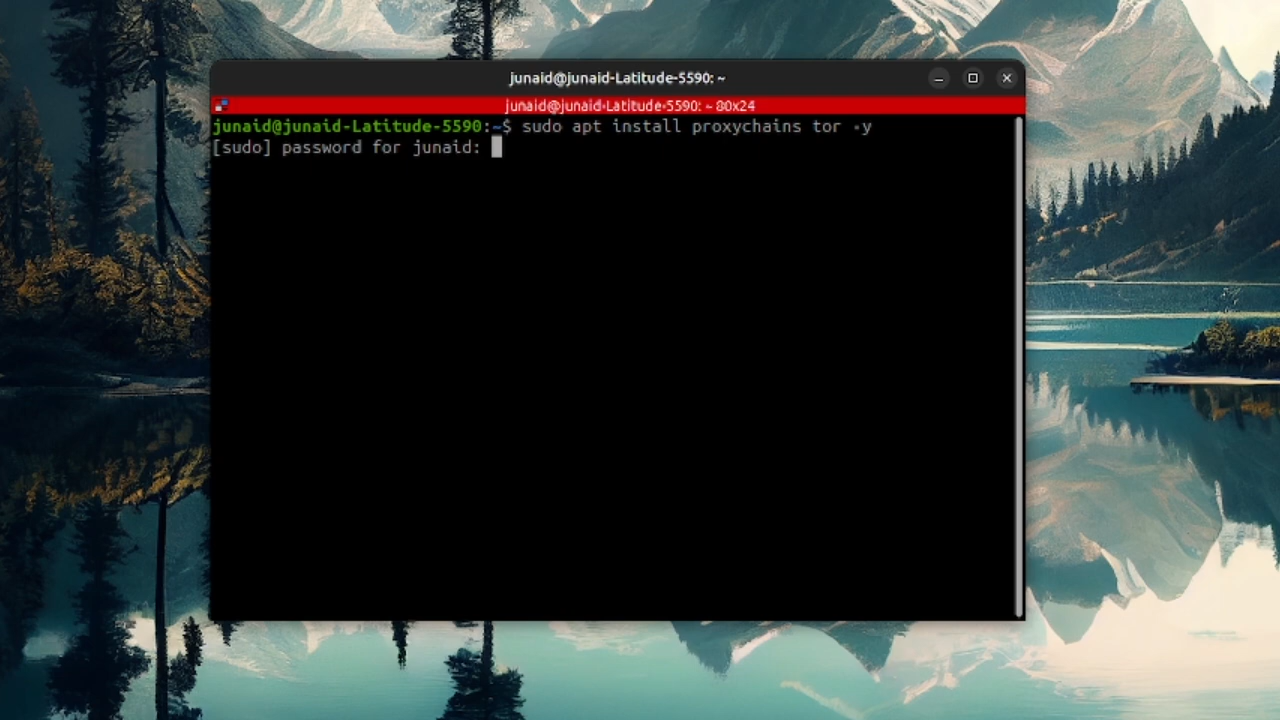 junaid@junaid-Latitude-5590: ~
junaid@junaid-Latitude-5590: ~ 80x24
junaid@junaid-Latitude-5590:~$ sudo apt install proxychains tor -y
[sudo] password for junaid: